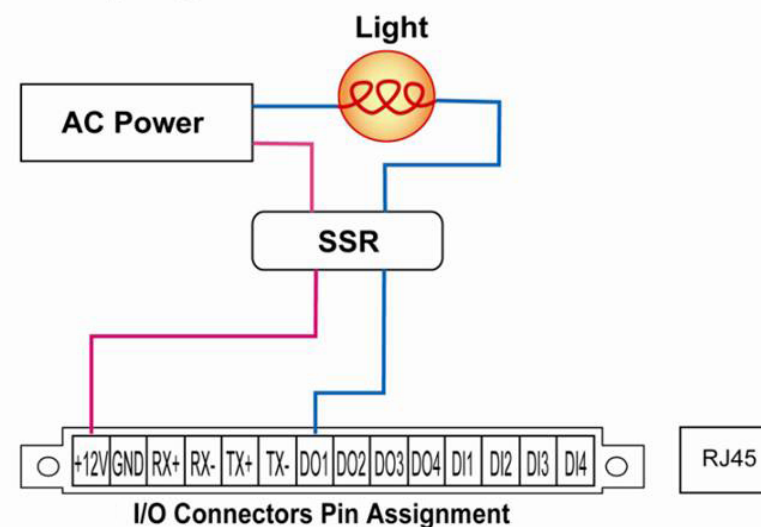 Light
AC Power
SSR
+12V GND RX+ RX- TX+ TX- DO1 DO2 DO3 DO4 DI1 DI2 DI3 DI4
RJ45
I/O Connectors Pin Assignment